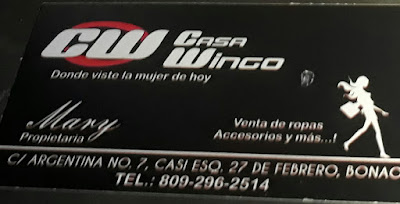 CW CASA WINGO
Donde viste la mujer de hoy
Mary
Propietaria
Venta de ropas
Accesorios y más...!
C/ ARGENTINA NO. 7, CASI ESQ. 27 DE FEBRERO, BONAO
TEL.: 809-296-2514